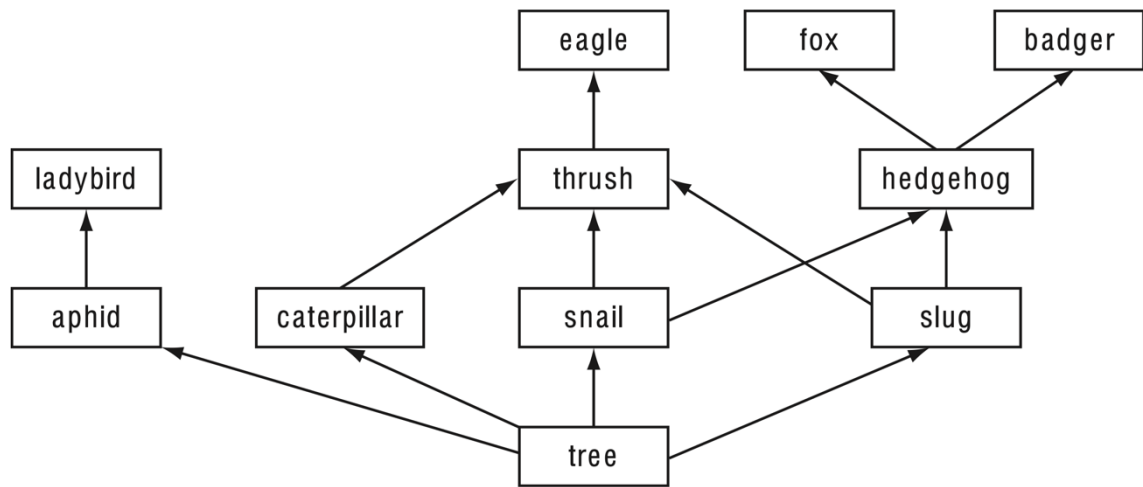 eagle
fox
badger
ladybird
thrush
hedgehog
aphid
caterpillar
snail
slug
tree